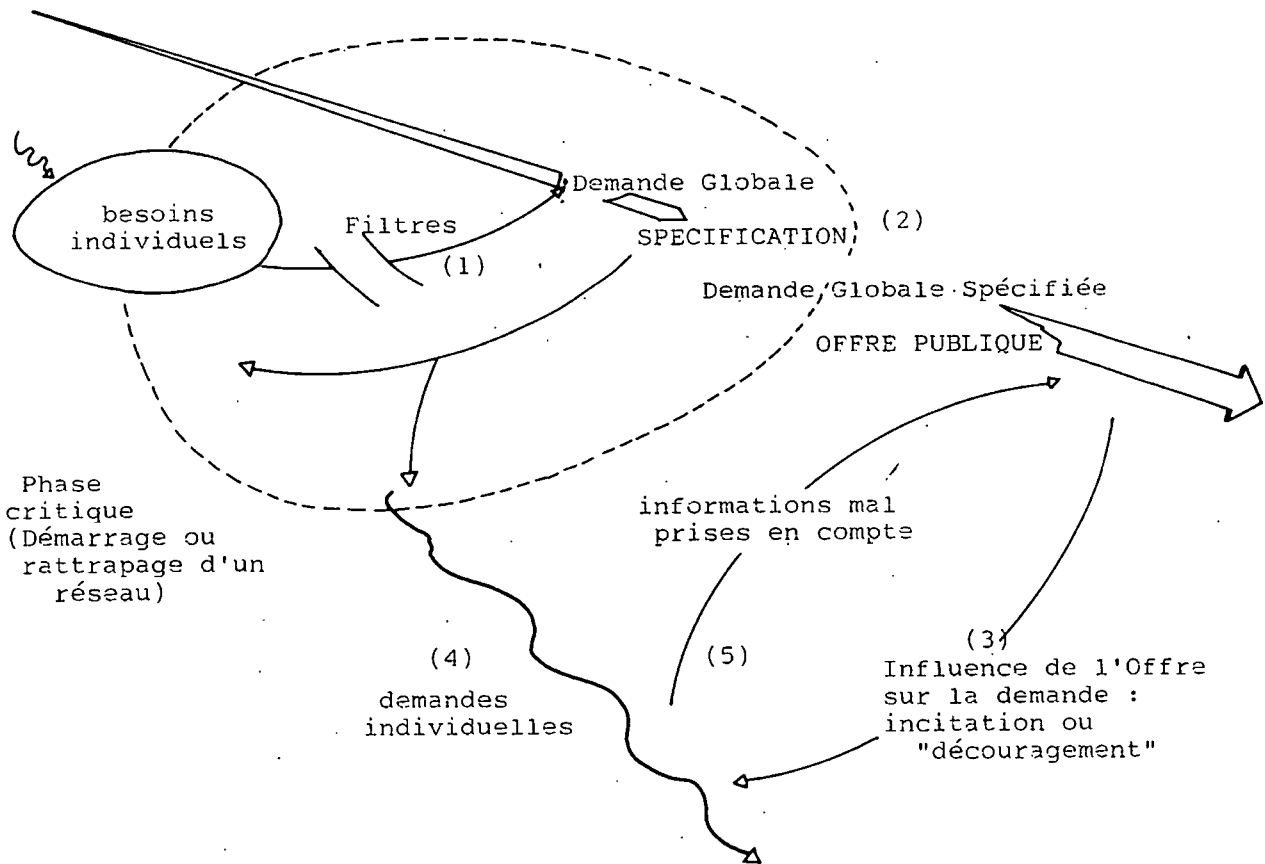 Demande Globale
besoins
individuels
Filtres
(1)
SPECIFICATION
(2)
Demande Globale Spécifiée
OFFRE PUBLIQUE
Phase
critique
(Démarrage ou
rattrapage d'un
réseau)
informations mal
prises en compte
(4)
demandes
individuelles
(5)
(3)
Influence de l'Offre
sur la demande :
incitation ou
"découragement"